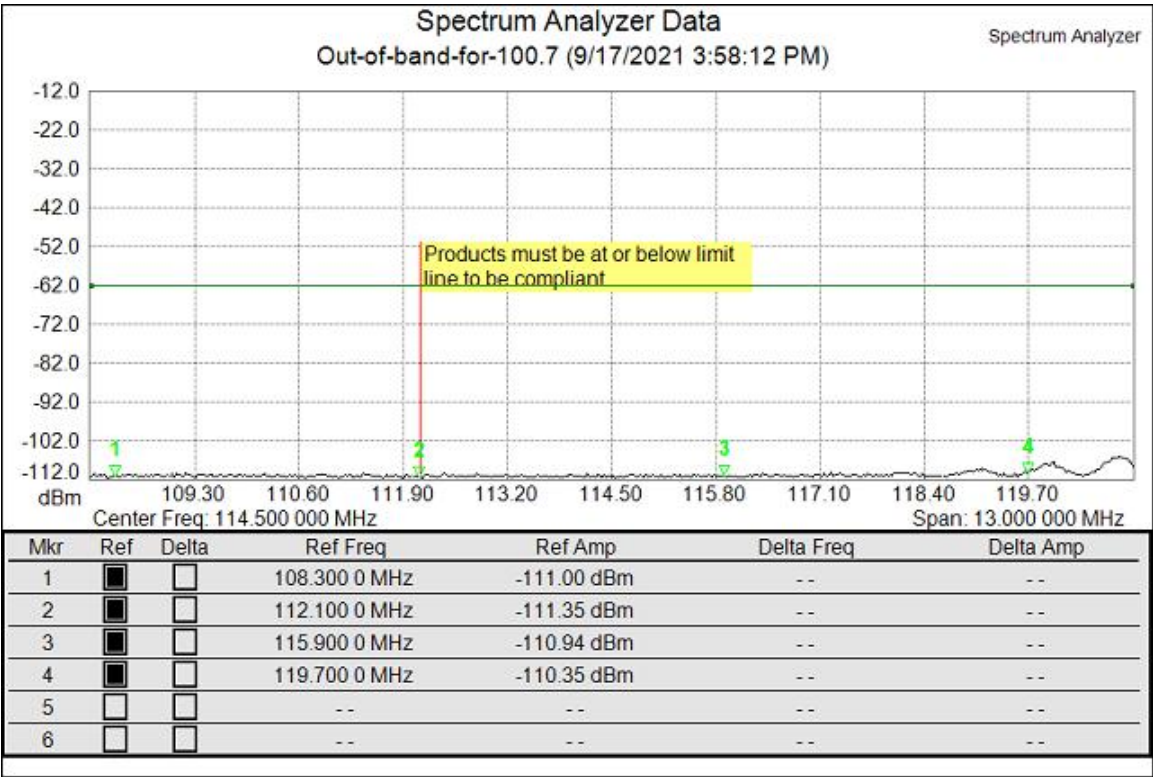 Spectrum Analyzer Data
Spectrum Analyzer
Out-of-band-for-100.7 (9/17/2021 3:58:12 PM)
-12.0
-22.0
-32.0
-42.0
-52.0
Products must be at or below limit
line to be compliant
-62.0
-72.0
-82.0
-92.0
-102.0
1 2 3 4
-112.0
dBm 109.30 110.60 111.90 113.20 114.50 115.80 117.10 118.40 119.70
Center Freq: 114.500 000 MHz Span: 13.000 000 MHz
Mkr Ref Delta Ref Freq Ref Amp Delta Freq Delta Amp
1 108.300 0 MHz -111.00 dBm - - - -
2 112.100 0 MHz -111.35 dBm - - - -
3 115.900 0 MHz -110.94 dBm - - - -
4 119.700 0 MHz -110.35 dBm - - - -
5 - - - - - - - -
6 - - - - - - - -